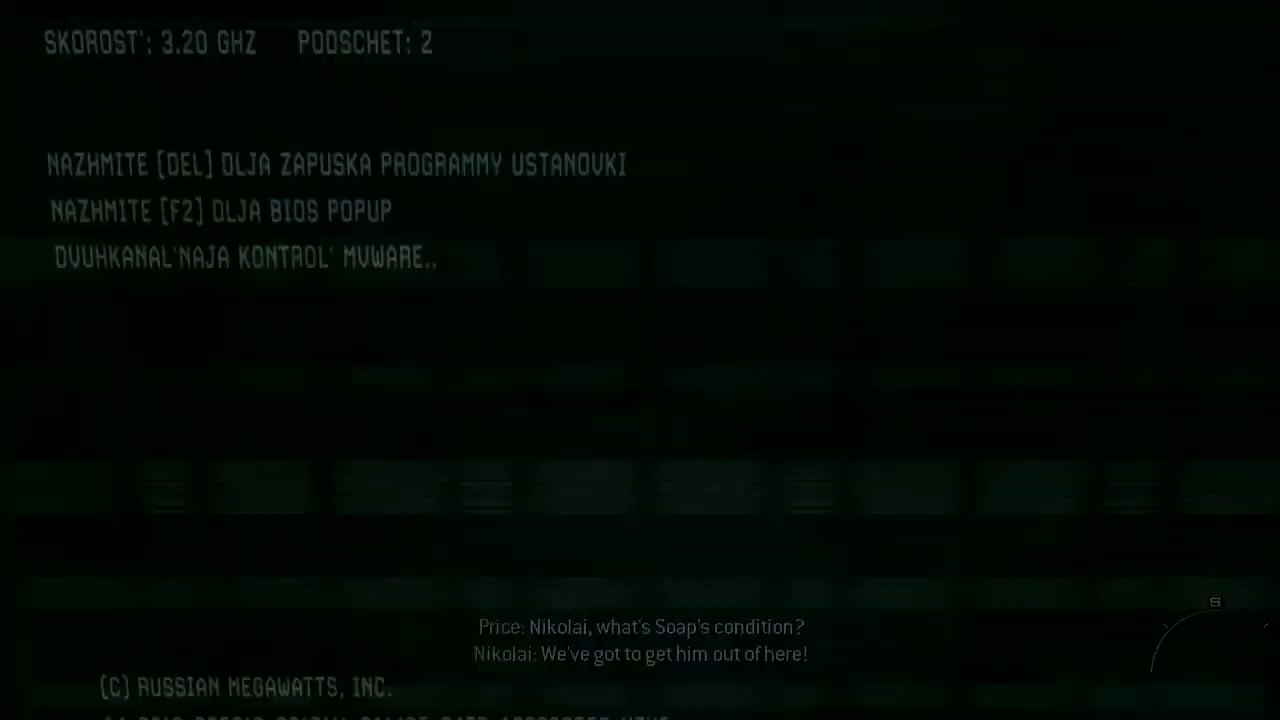 SKOROST': 3.20 GHZ PODSCHET: 2
NAZHMITE [DEL] DLJA ZAPUSKA PROGRAMMY USTANOVKI
NAZHMITE [F2] DLJA BIOS POPUP
DVUHKANAL'NAJA KONTROL' MVWARE..
S
Price: Nikolai, what's Soap's condition?
Nikolai: We've got to get him out of here!
(C) RUSSIAN MEGAWATTS, INC.